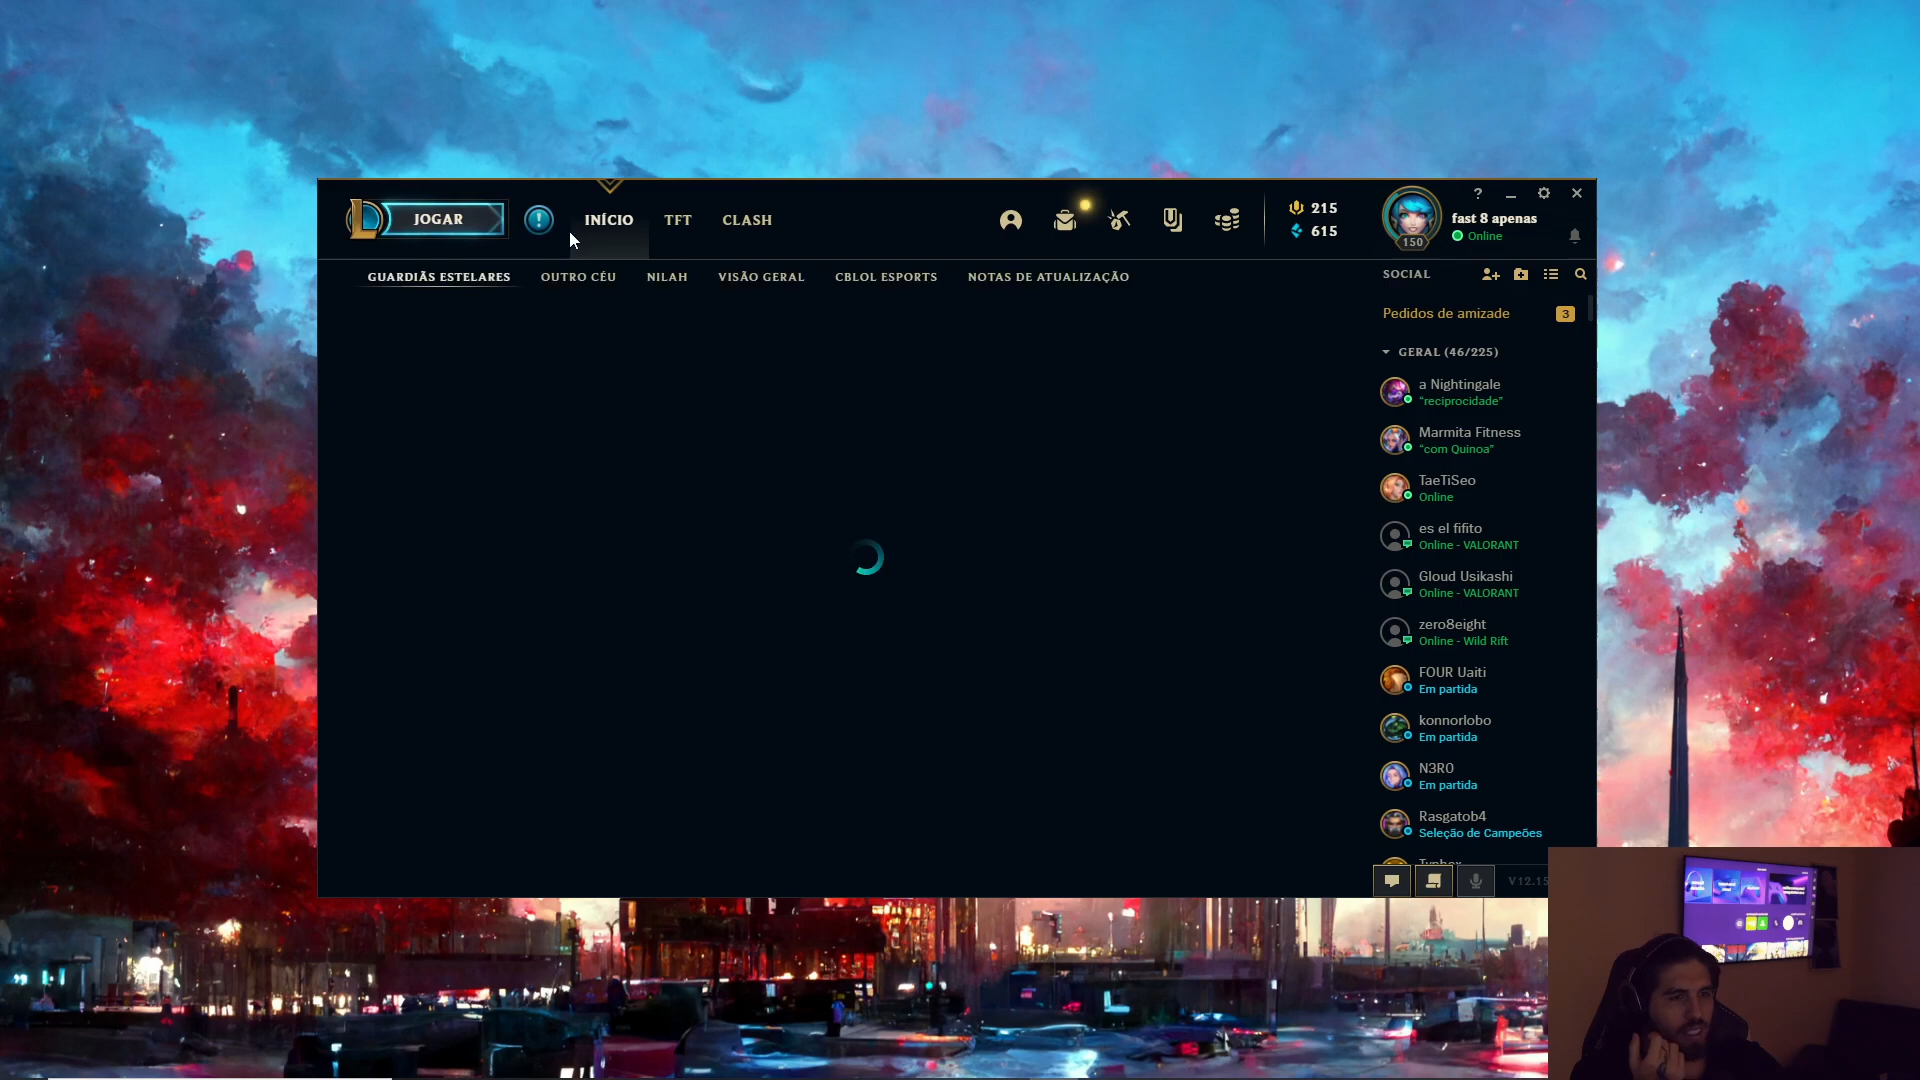 JOGAR
INÍCIO
TFT
CLASH
215
615
150
?
fast 8 apenas
Online
GUARDIÃS ESTELARES
OUTRO CÉU
NILAH
VISÃO GERAL
CBLOL ESPORTS
NOTAS DE ATUALIZAÇÃO
SOCIAL
Pedidos de amizade
3
GERAL (46/225)
a Nightingale
"reciprocidade"
Marmita Fitness
"com Quinoa"
TaeTiSeo
Online
es el fifito
Online - VALORANT
Gloud Usikashi
Online - VALORANT
zero8eight
Online - Wild Rift
FOUR Uaiti
Em partida
konnorlobo
Em partida
N3R0
Em partida
Rasgatob4
Seleção de Campeões
V12.15